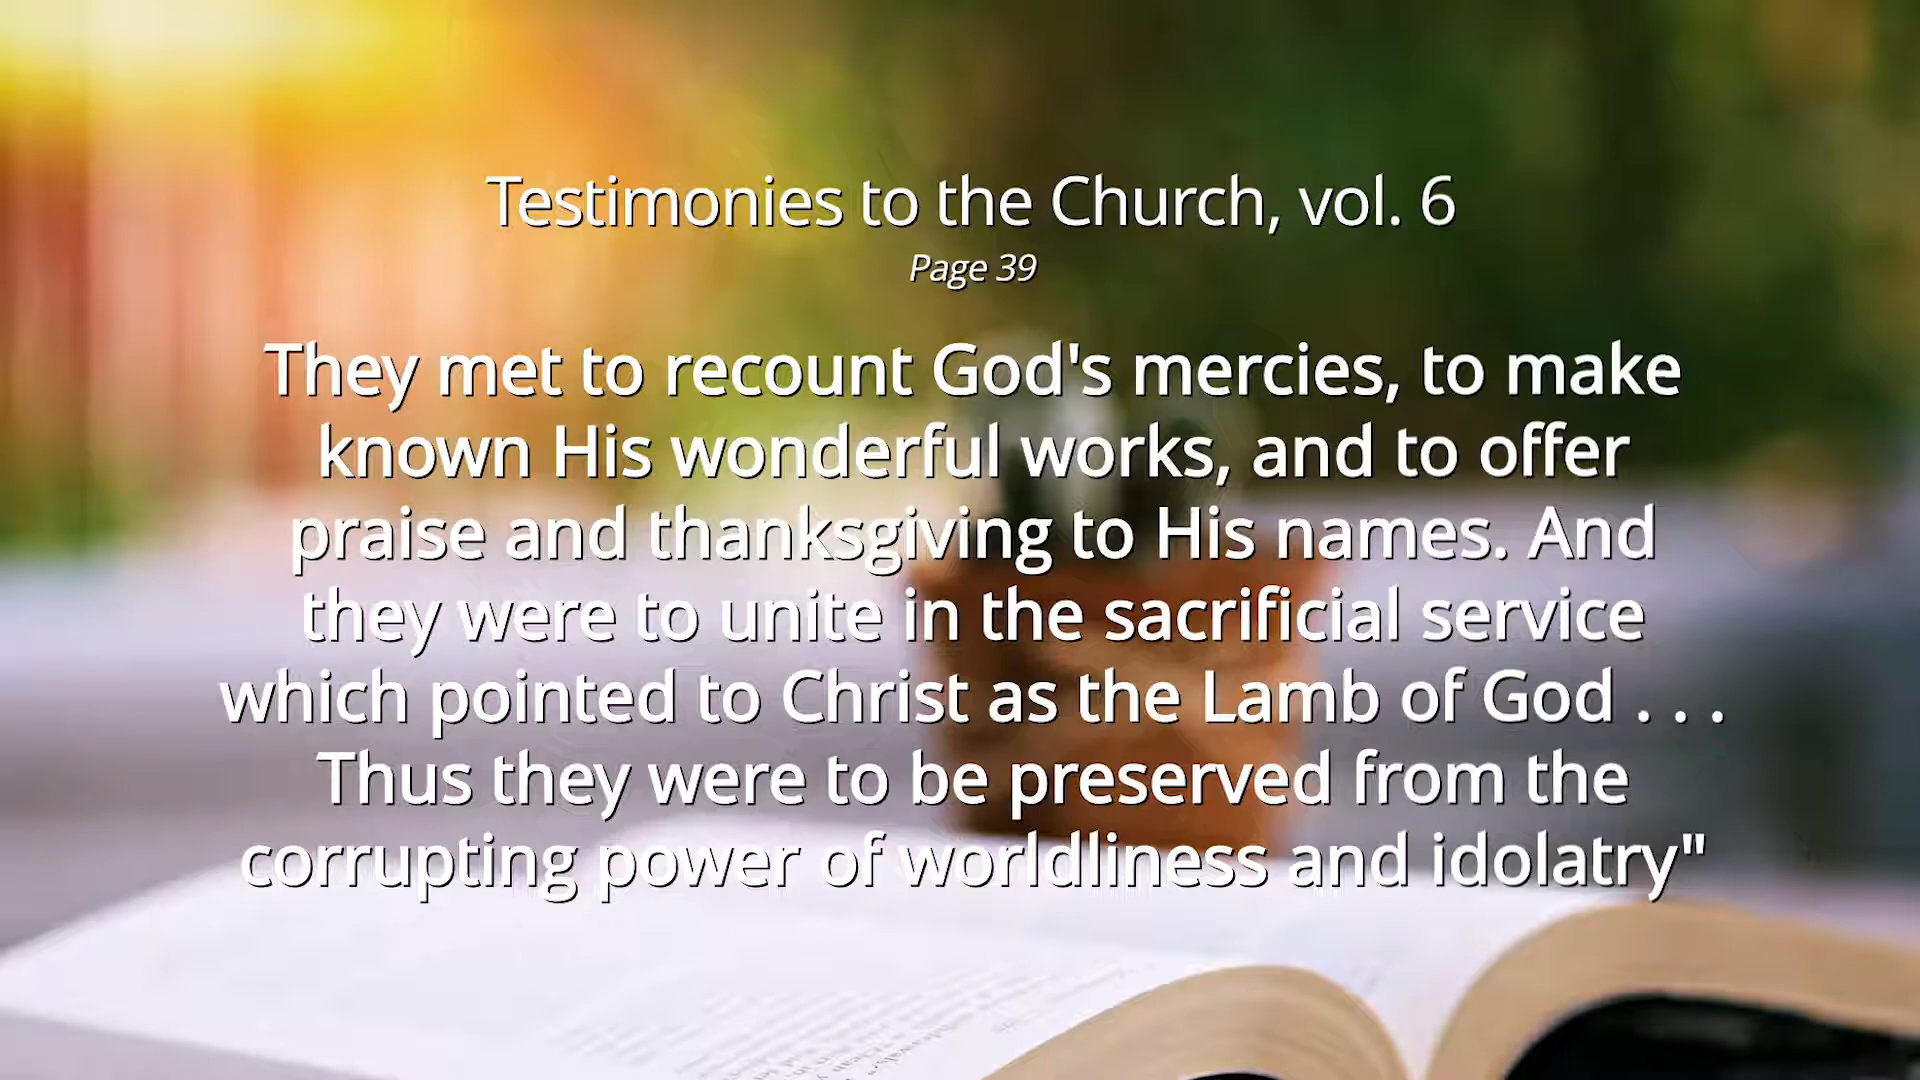 Testimonies to the Church, vol. 6
Page 39
They met to recount God's mercies, to make
known His wonderful works, and to offer
praise and thanksgiving to His names. And
they were to unite in the sacrificial service
which pointed to Christ as the Lamb of God . . .
Thus they were to be preserved from the
corrupting power of worldliness and idolatry"